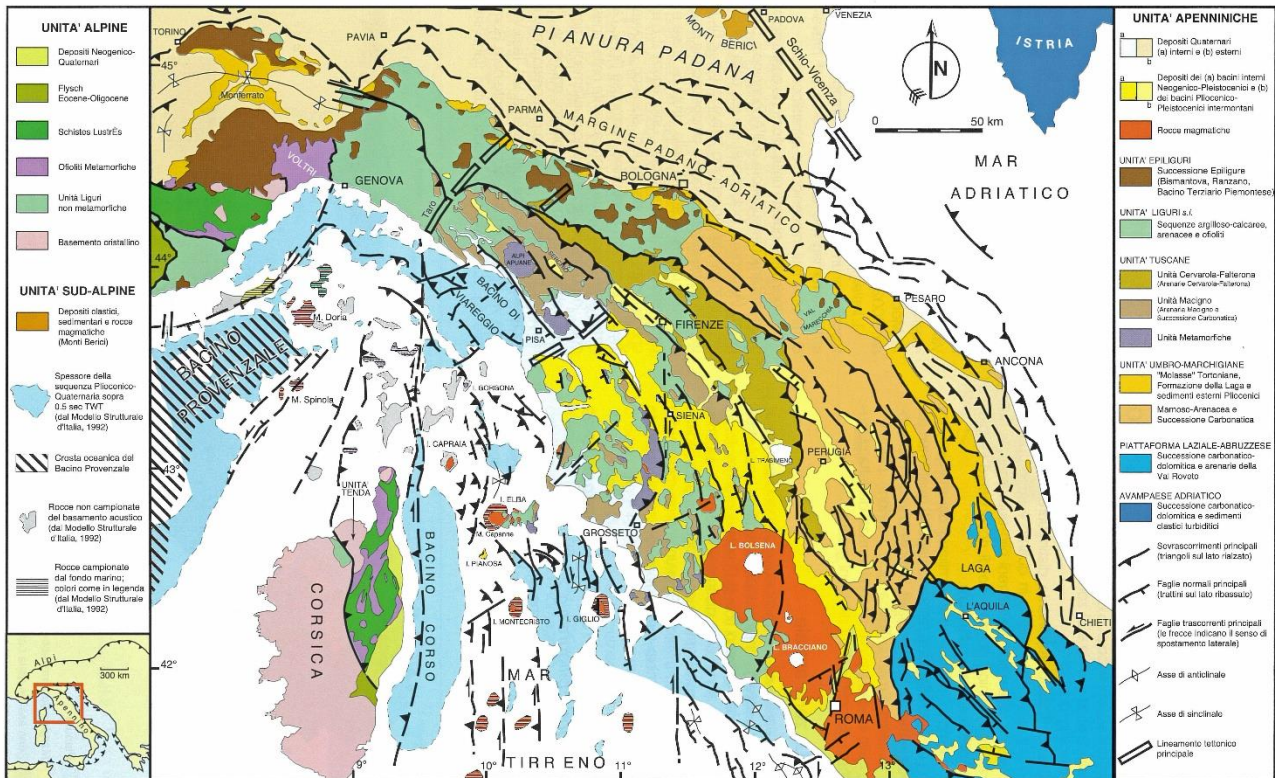 UNITA' ALPINE
Depositi Neogenico-
Quaternari
Flysch
Eocene-Oligocene
Schistos LustrÉs
Ofioliti Metamorfiche
Unità Liguri
non metamorfiche
Basamento cristallino
UNITA' SUD-ALPINE
Depositi clastici,
sedimentari e rocce
magmatiche
(Monti Berici)
Spessore della
sequenza Plioconico-
Quaternaria sopra
0.5 sec TWT
(dal Modello Strutturale
d'Italia, 1992)
Crosta oceanica del
Bacino Provenzale
Rocce non campionate
del basamento acustico
(dal Modello Strutturale
d'Italia, 1992)
Rocce campionate
dal fondo marino;
colori come in legenda
(dal Modello Strutturale
d'Italia, 1992)
Alpi
300 km
Appennino
TORINO
PAVIA
MONTI BERICI
PADOVA
VENEZIA
PIANURA PADANA
Schio-Vicenza
ISTRIA
N
0 50 km
45°
Monferrato
PARMA
MARGINE PADANO-ADRIATICO
MAR
ADRIATICO
VOLTRI
GENOVA
Taro
BOLOGNA
44°
ALPI
APUANE
BACINO DI
VIAREGGIO
PISA
FIRENZE
VAL
MARECCHIA
PESARO
ANCONA
M. Doria
BACINO
PROVENZALE
M. Spinola
I. GORGONA
I. CAPRAIA
SIENA
L. TRASIMENO
PERUGIA
43°
UNITA'
TENDA
I. ELBA
M. Capanne
I. PIANOSA
GROSSETO
L. BOLSENA
CORSICA
BACINO CORSO
I. MONTECRISTO
I. GIGLIO
LAGA
L'AQUILA
CHIETI
42°
L. BRACCIANO
MAR
TIRRENO
ROMA
9° 10° 11° 12° 13°
UNITA' APENNINICHE
a
b
Depositi Quaternari
(a) interni e (b) esterni
a
b
Depositi dei (a) bacini interni
Neogenico-Pleistocenici e (b)
dei bacini Plioconico-
Pleistocenici intermontani
Rocce magmatiche
UNITA' EPILIGURI
Successione Epiligure
(Bismantova, Ranzano,
Bacino Terziario Piemontese)
UNITA' LIGURI s.l.
Sequenze argilloso-calcaree,
arenacee e ofioliti
UNITA' TUSCANE
Unità Cervarola-Falterona
(Arenarie Cervarola-Falterona)
Unità Macigno
(Arenaria Macigno e
Successione Carbonatica)
Unità Metamorfiche
UNITA' UMBRO-MARCHIGIANE
"Molasse" Tortoniane,
Formazione della Laga e
sedimenti esterni Pliocenici
Marnoso-Arenacea e
Successione Carbonatica
PIATTAFORMA LAZIALE-ABRUZZESE
Successione carbonatico-
dolomitica e arenarie della
Val Roveto
AVAMPAESE ADRIATICO
Successione carbonatico-
dolomitica e sedimenti
clastici turbiditici
Sovrascorrimenti principali
(triangoli sul lato rialzato)
Faglie normali principali
(trattini sul lato ribassato)
Faglie trascorrenti principali
(le frecce indicano il senso di
spostamento laterale)
Asse di anticlinale
Asse di sinclinale
Lineamento tettonico
principale